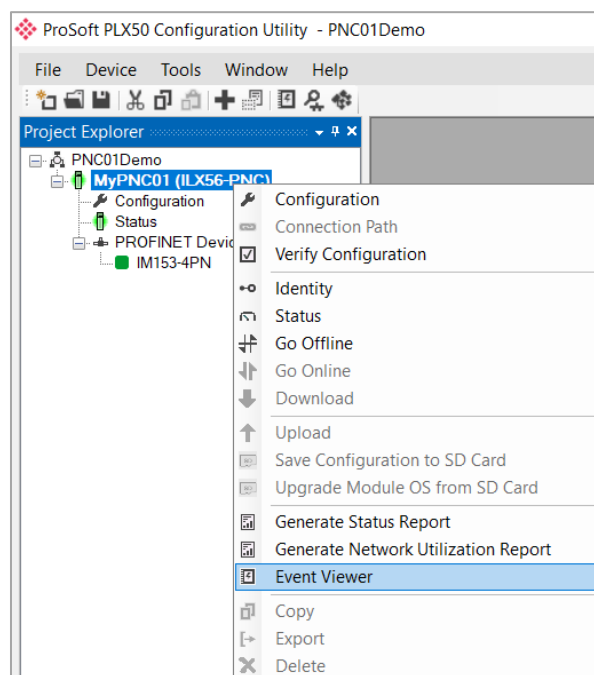 ProSoft PLX50 Configuration Utility - PNC01Demo
File Device Tools Window Help
Project Explorer
PNC01Demo
MyPNC01 (ILX56-PNC)
Configuration
Status
PROFINET Devic
IM153-4PN
Configuration
Connection Path
Verify Configuration
Identity
Status
Go Offline
Go Online
Download
Upload
Save Configuration to SD Card
Upgrade Module OS from SD Card
Generate Status Report
Generate Network Utilization Report
Event Viewer
Copy
Export
Delete